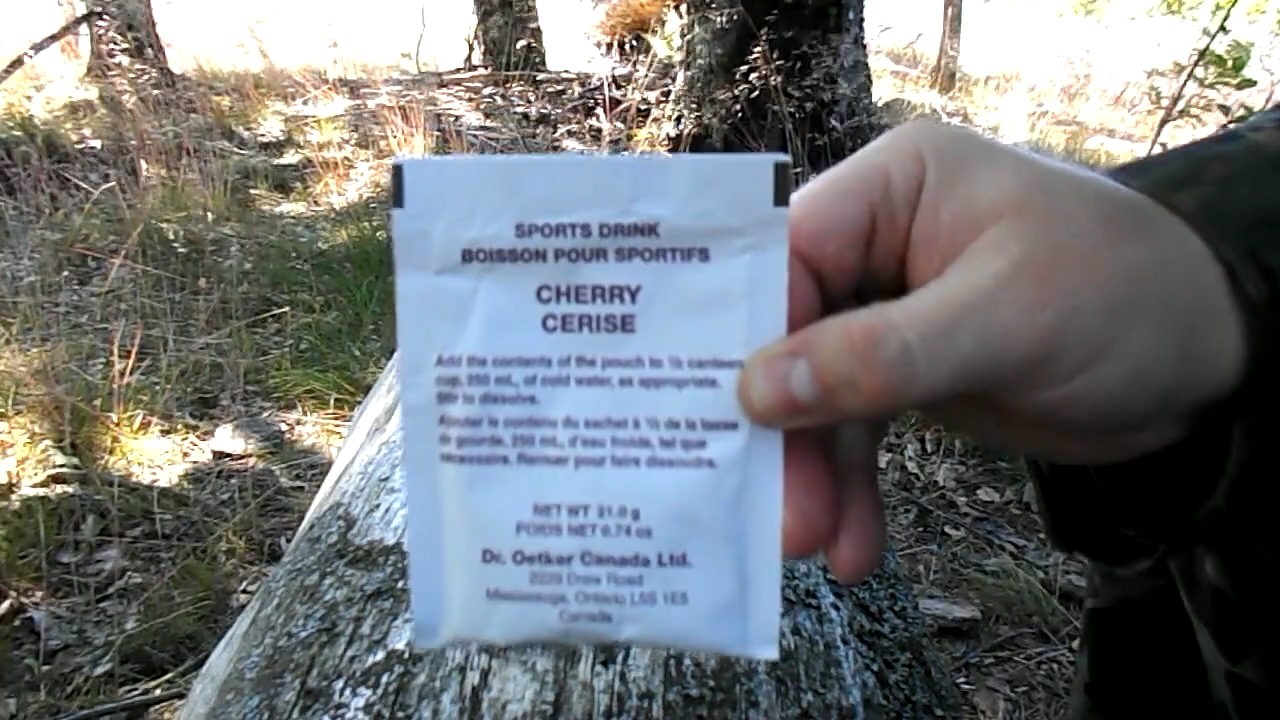 SPORTS DRINK
BOISSON POUR SPORTIFS
CHERRY
CERISE
Add the contents of the pouch to ½ canteen
cup, 250 mL, of cold water, as appropriate.
Stir to dissolve.
Ajouter le contenu du sachet à ½ de la tasse
de gourde, 250 mL, d'eau froide, tel que
nécessaire. Remuer pour faire dissoudre.
NET WT 21.0 g
POIDS NET 0.74 oz
Dr. Oetker Canada Ltd.
2229 Drew Road
Mississauga, Ontario L5S 1E5
Canada